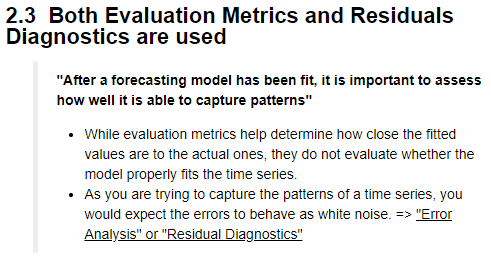 2.3 Both Evaluation Metrics and Residuals
Diagnostics are used
"After a forecasting model has been fit, it is important to assess
how well it is able to capture patterns"
• While evaluation metrics help determine how close the fitted
values are to the actual ones, they do not evaluate whether the
model properly fits the time series.
• As you are trying to capture the patterns of a time series, you
would expect the errors to behave as white noise. => "Error
Analysis" or "Residual Diagnostics"